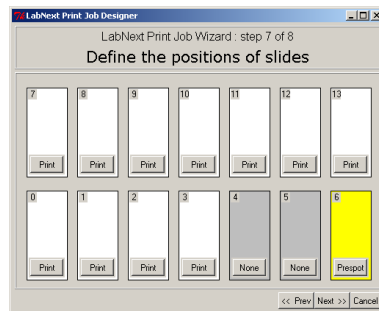 LabNext Print Job Designer
LabNext Print Job Wizard : step 7 of 8
Define the positions of slides
7 8 9 10 11 12 13
Print Print Print Print Print Print Print
0 1 2 3 4 5 6
Print Print Print Print None None Prespot
<< Prev Next >> Cancel